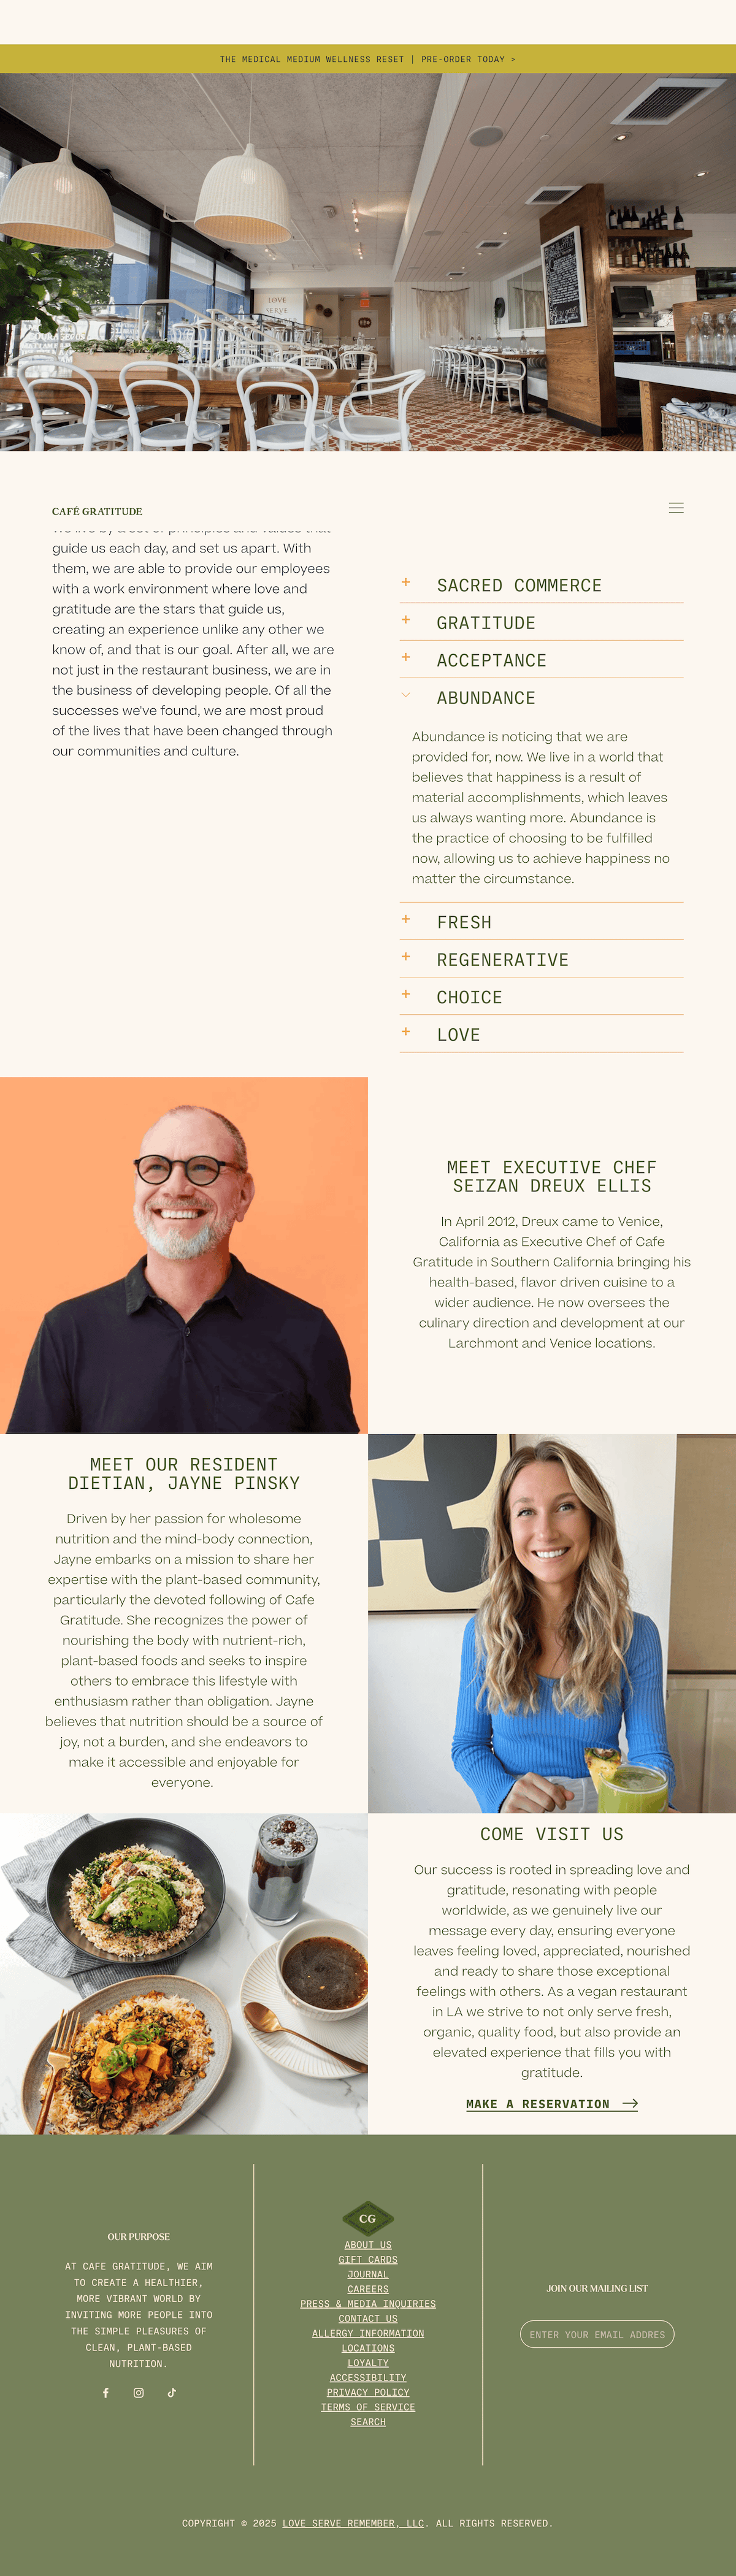 THE MEDICAL MEDIUM WELLNESS RESET | PRE-ORDER TODAY >
LOVE
SERVE
CAFÉ GRATITUDE
We live by a set of principles and values that
guide us each day, and set us apart. With
them, we are able to provide our employees
with a work environment where love and
gratitude are the stars that guide us,
creating an experience unlike any other we
know of, and that is our goal. After all, we are
not just in the restaurant business, we are in
the business of developing people. Of all the
successes we've found, we are most proud
of the lives that have been changed through
our communities and culture.
+ SACRED COMMERCE
+ GRATITUDE
+ ACCEPTANCE
ABUNDANCE
Abundance is noticing that we are
provided for, now. We live in a world that
believes that happiness is a result of
material accomplishments, which leaves
us always wanting more. Abundance is
the practice of choosing to be fulfilled
now, allowing us to achieve happiness no
matter the circumstance.
+ FRESH
+ REGENERATIVE
+ CHOICE
+ LOVE
MEET EXECUTIVE CHEF
SEIZAN DREUX ELLIS
In April 2012, Dreux came to Venice,
California as Executive Chef of Cafe
Gratitude in Southern California bringing his
health-based, flavor driven cuisine to a
wider audience. He now oversees the
culinary direction and development at our
Larchmont and Venice locations.
MEET OUR RESIDENT
DIETIAN, JAYNE PINSKY
Driven by her passion for wholesome
nutrition and the mind-body connection,
Jayne embarks on a mission to share her
expertise with the plant-based community,
particularly the devoted following of Cafe
Gratitude. She recognizes the power of
nourishing the body with nutrient-rich,
plant-based foods and seeks to inspire
others to embrace this lifestyle with
enthusiasm rather than obligation. Jayne
believes that nutrition should be a source of
joy, not a burden, and she endeavors to
make it accessible and enjoyable for
everyone.
COME VISIT US
Our success is rooted in spreading love and
gratitude, resonating with people
worldwide, as we genuinely live our
message every day, ensuring everyone
leaves feeling loved, appreciated, nourished
and ready to share those exceptional
feelings with others. As a vegan restaurant
in LA we strive to not only serve fresh,
organic, quality food, but also provide an
elevated experience that fills you with
gratitude.
MAKE A RESERVATION
OUR PURPOSE
AT CAFE GRATITUDE, WE AIM
TO CREATE A HEALTHIER,
MORE VIBRANT WORLD BY
INVITING MORE PEOPLE INTO
THE SIMPLE PLEASURES OF
CLEAN, PLANT-BASED
NUTRITION.
CG
ABOUT US
GIFT CARDS
JOURNAL
CAREERS
PRESS & MEDIA INQUIRIES
CONTACT US
ALLERGY INFORMATION
LOCATIONS
LOYALTY
ACCESSIBILITY
PRIVACY POLICY
TERMS OF SERVICE
SEARCH
JOIN OUR MAILING LIST
ENTER YOUR EMAIL ADDRES
COPYRIGHT © 2025 LOVE SERVE REMEMBER, LLC. ALL RIGHTS RESERVED.